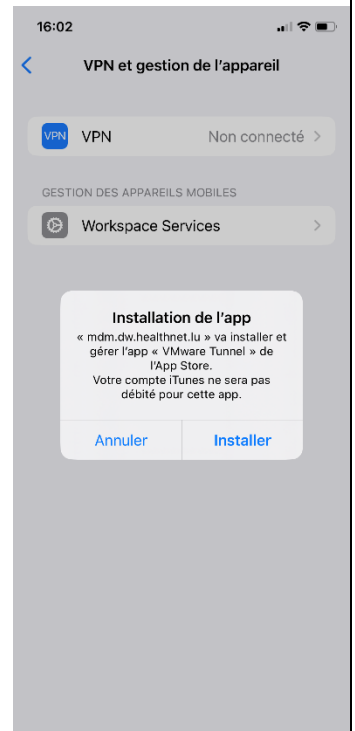 16:02
VPN et gestion de l'appareil
VPN
VPN
Non connecté
GESTION DES APPAREILS MOBILES
Workspace Services
Installation de l'app
« mdm.dw.healthnet.lu » va installer et
gérer l'app « VMware Tunnel » de
l'App Store.
Votre compte iTunes ne sera pas
débité pour cette app.
Annuler
Installer